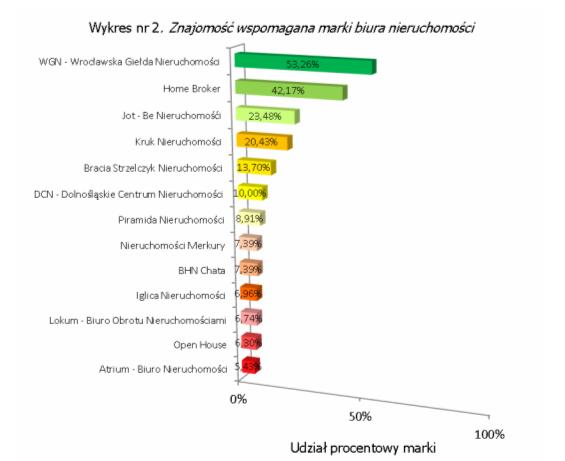 Wykres nr 2. Znajomość wspomagana marki biura nieruchomości
WGN - Wrocławska Giełda Nieruchomości 53,26%
Home Broker 42,17%
Jot - Be Nieruchomośći 23,48%
Kruk Nieruchomości 20,43%
Bracia Strzelczyk Nieruchomości 13,70%
DCN - Dolnośląskie Centrum Nieruchomości 10,00%
Piramida Nieruchomości 8,91%
Nieruchomości Merkury 7,39%
BHN Chata 7,39%
Iglica Nieruchomości 6,96%
Lokum - Biuro Obrotu Nieruchomościami 6,74%
Open House 6,30%
Atrium - Biuro Nieruchomości 5,43%
0%
50%
100%
Udział procentowy marki